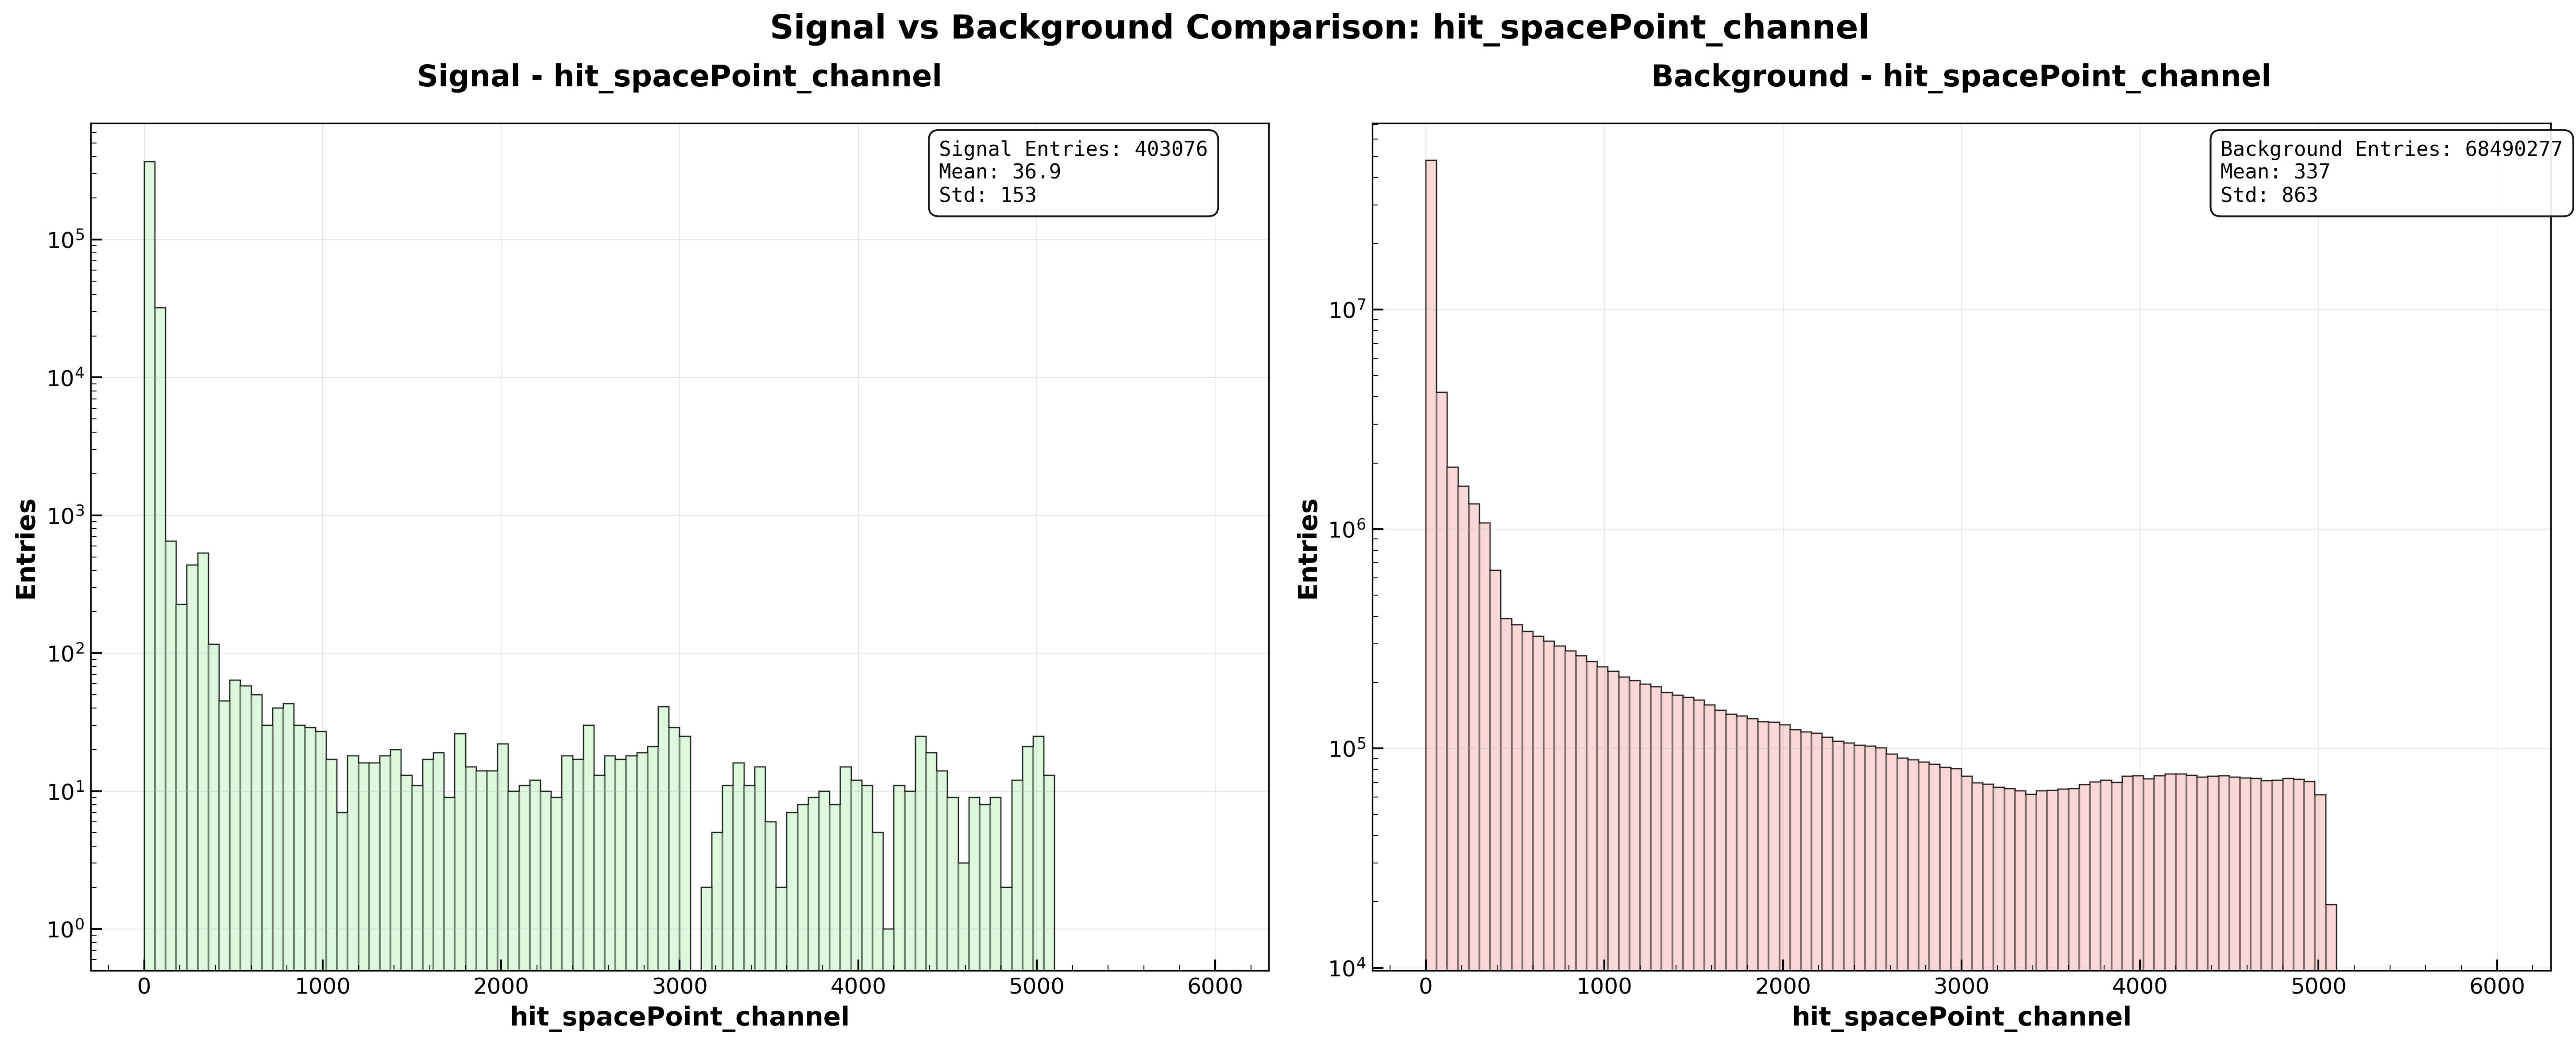 Signal vs Background Comparison: hit_spacePoint_channel
Signal - hit_spacePoint_channel
Signal Entries: 403076
Mean: 36.9
Std: 153
Entries
10^5
10^4
10^3
10^2
10^1
10^0
0 1000 2000 3000 4000 5000 6000
hit_spacePoint_channel
Background - hit_spacePoint_channel
Background Entries: 68490277
Mean: 337
Std: 863
Entries
10^7
10^6
10^5
10^4
0 1000 2000 3000 4000 5000 6000
hit_spacePoint_channel